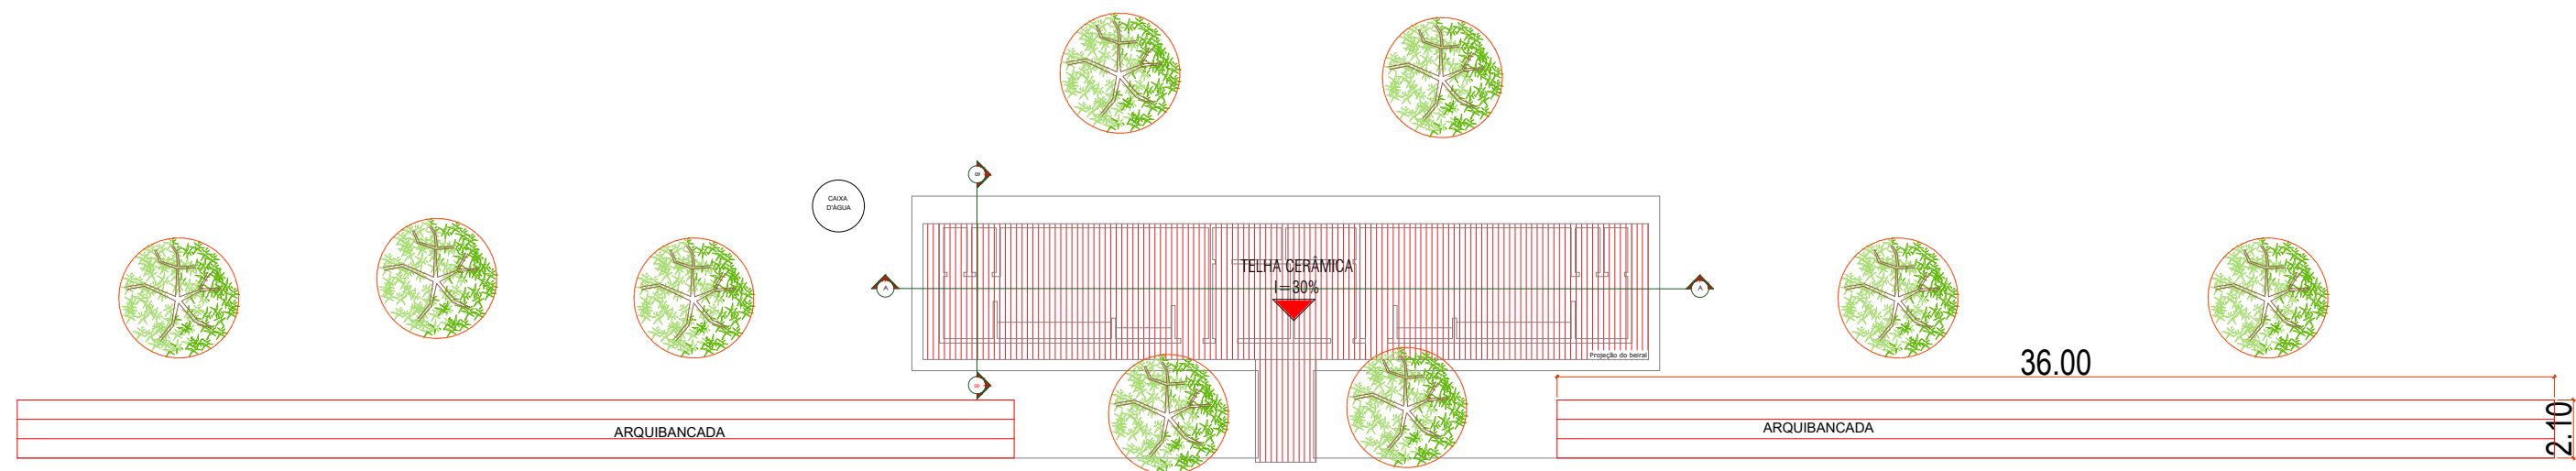 B
CAIXA
D'ÁGUA
TELHA CERÂMICA
A
I=30%
A
Projeção do beiral
36.00
B
ARQUIBANCADA
ARQUIBANCADA
2.10